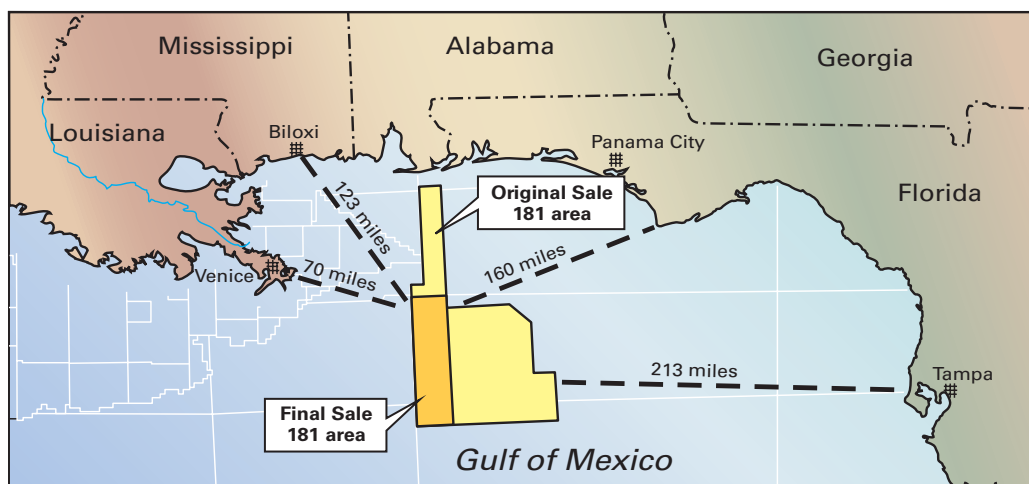 Mississippi
Alabama
Georgia
Louisiana
Biloxi
Panama City
Florida
Original Sale
181 area
123 miles
160 miles
Venice
70 miles
213 miles
Tampa
Final Sale
181 area
Gulf of Mexico